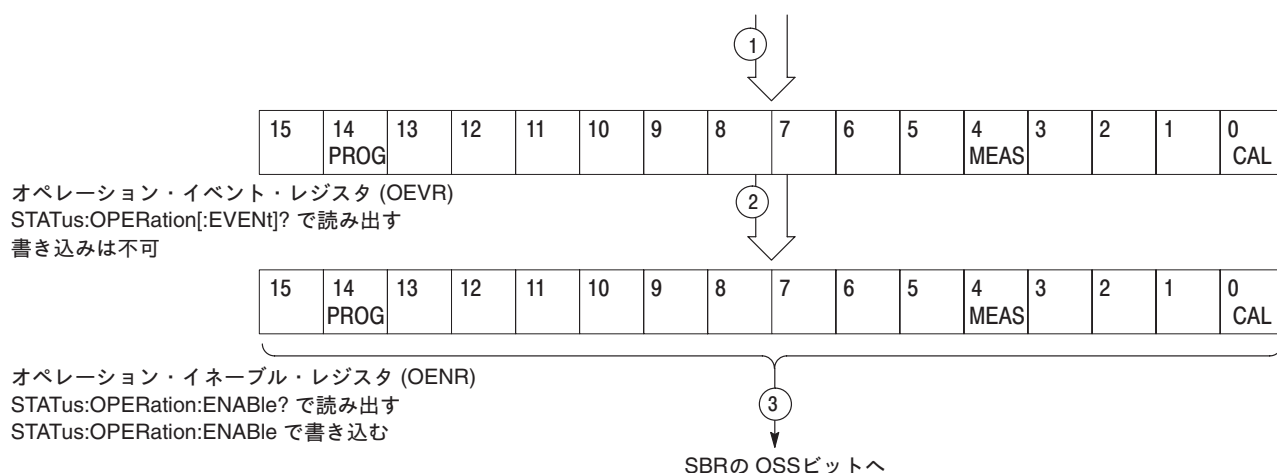 1
15 14 13 12 11 10 9 8 7 6 5 4 3 2 1 0
PROG MEAS CAL
オペレーション・イベント・レジスタ (OEVR)
STATus:OPERation[:EVENt]? で読み出す
書き込みは不可
2
15 14 13 12 11 10 9 8 7 6 5 4 3 2 1 0
PROG MEAS CAL
オペレーション・イネーブル・レジスタ (OENR)
STATus:OPERation:ENABle? で読み出す
STATus:OPERation:ENABle で書き込む
3
SBRの OSSビットへ